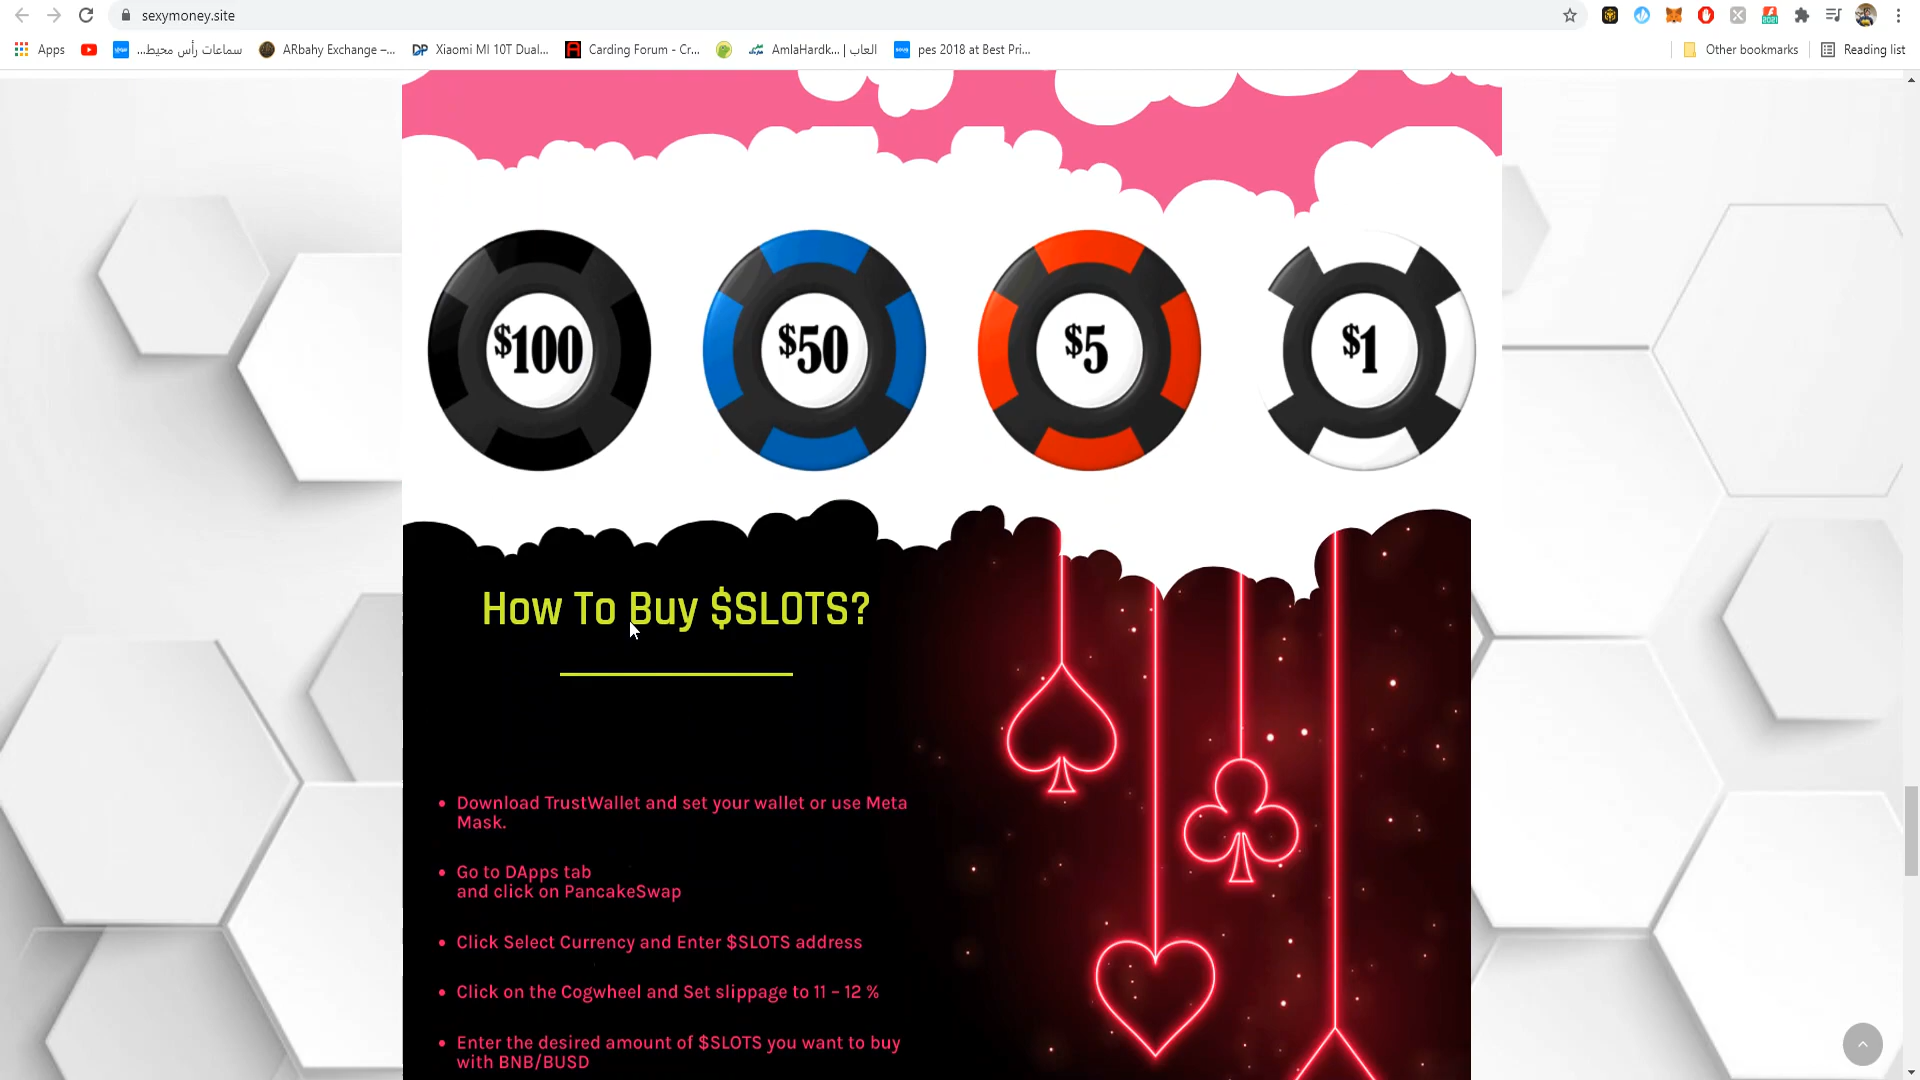 sexymoney.site
Apps
سماعات رأس محيط...
ARbahy Exchange –...
Xiaomi MI 10T Dual...
Carding Forum - Cr...
العاب | AmlaHardk...
pes 2018 at Best Pri...
Other bookmarks
Reading list
$100
$50
$5
$1
How To Buy $SLOTS?
• Download TrustWallet and set your wallet or use Meta
Mask.
• Go to DApps tab
and click on PancakeSwap
• Click Select Currency and Enter $SLOTS address
• Click on the Cogwheel and Set slippage to 11 – 12 %
• Enter the desired amount of $SLOTS you want to buy
with BNB/BUSD